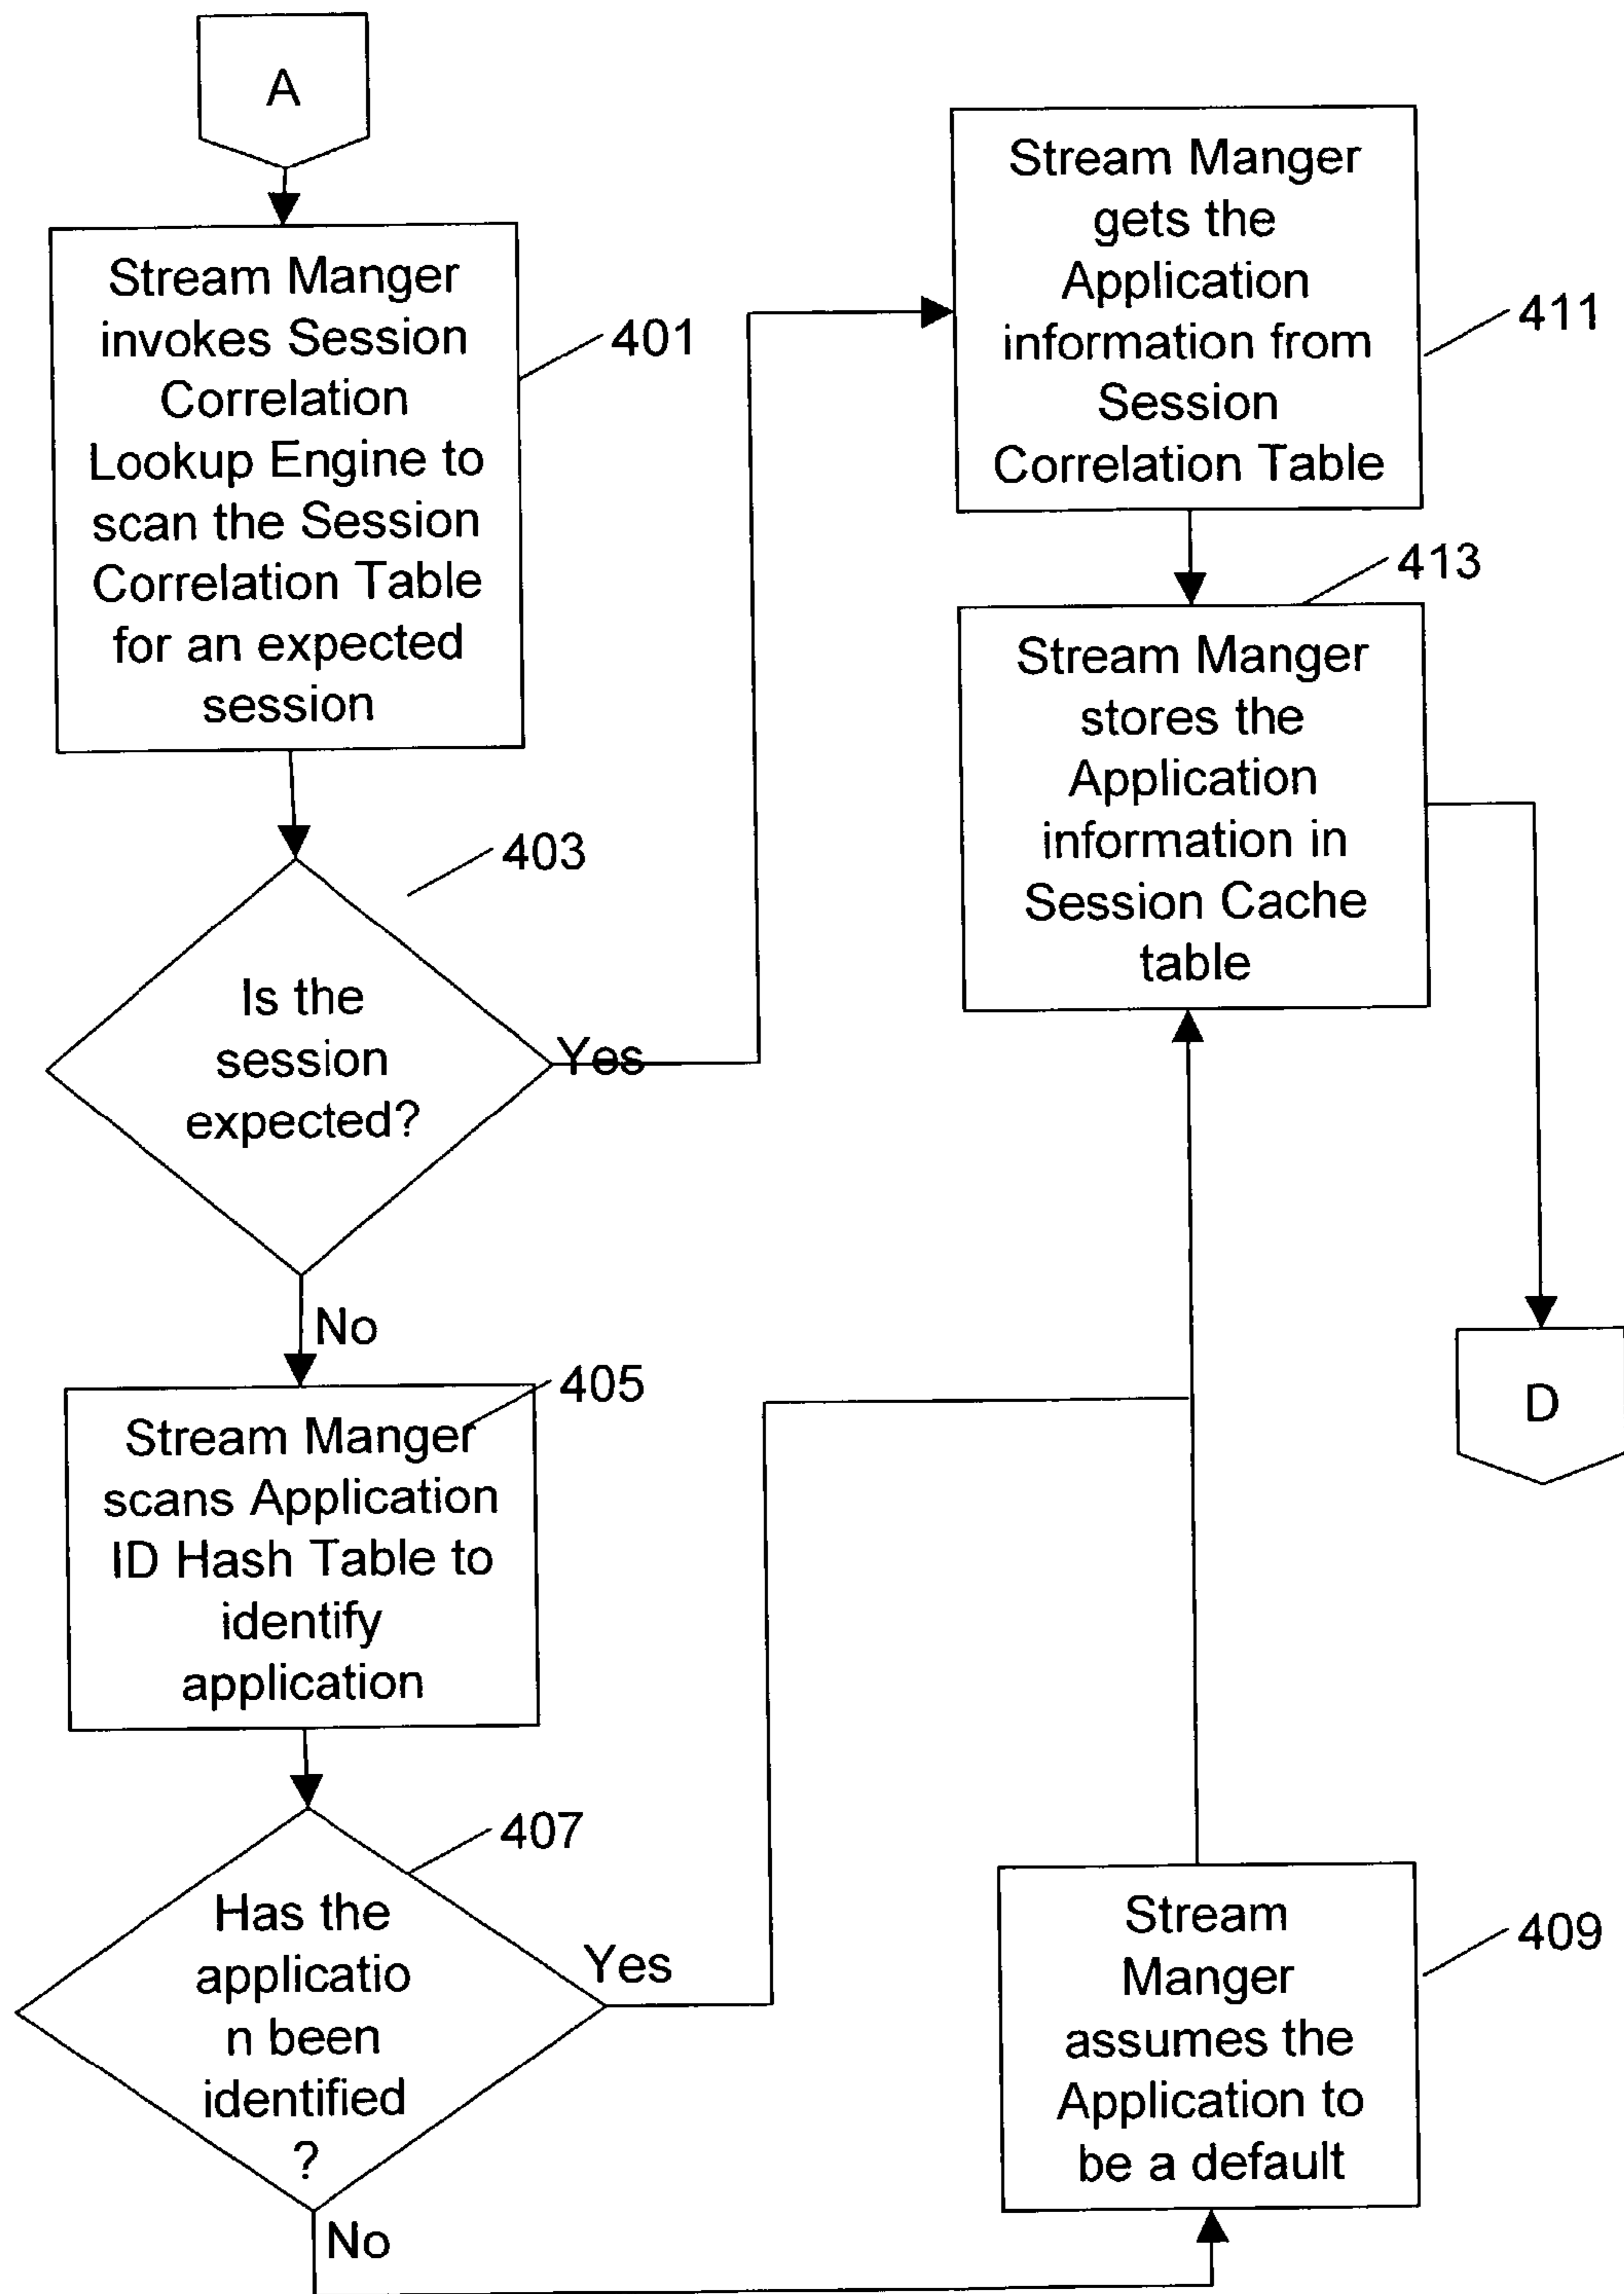 A
Stream Manger
invokes Session
Correlation
Lookup Engine to
scan the Session
Correlation Table
for an expected
session
401
403
Is the
session
expected?
Yes
No
405
Stream Manger
scans Application
ID Hash Table to
identify
application
407
Has the
applicatio
n been
identified
?
Yes
No
Stream Manger
gets the
Application
information from
Session
Correlation Table
411
413
Stream Manger
stores the
Application
information in
Session Cache
table
D
Stream
Manger
assumes the
Application to
be a default
409